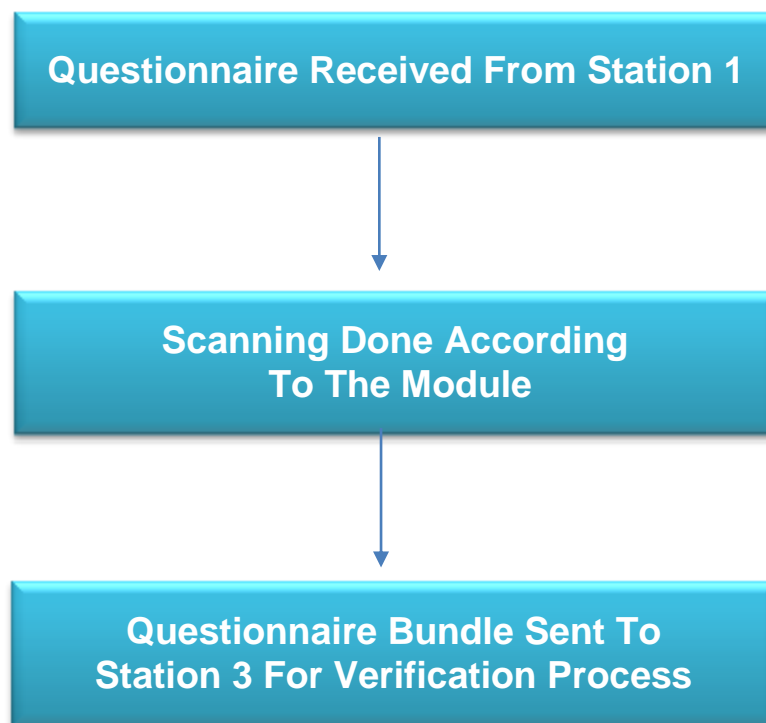 Questionnaire Received From Station 1
Scanning Done According
To The Module
Questionnaire Bundle Sent To
Station 3 For Verification Process